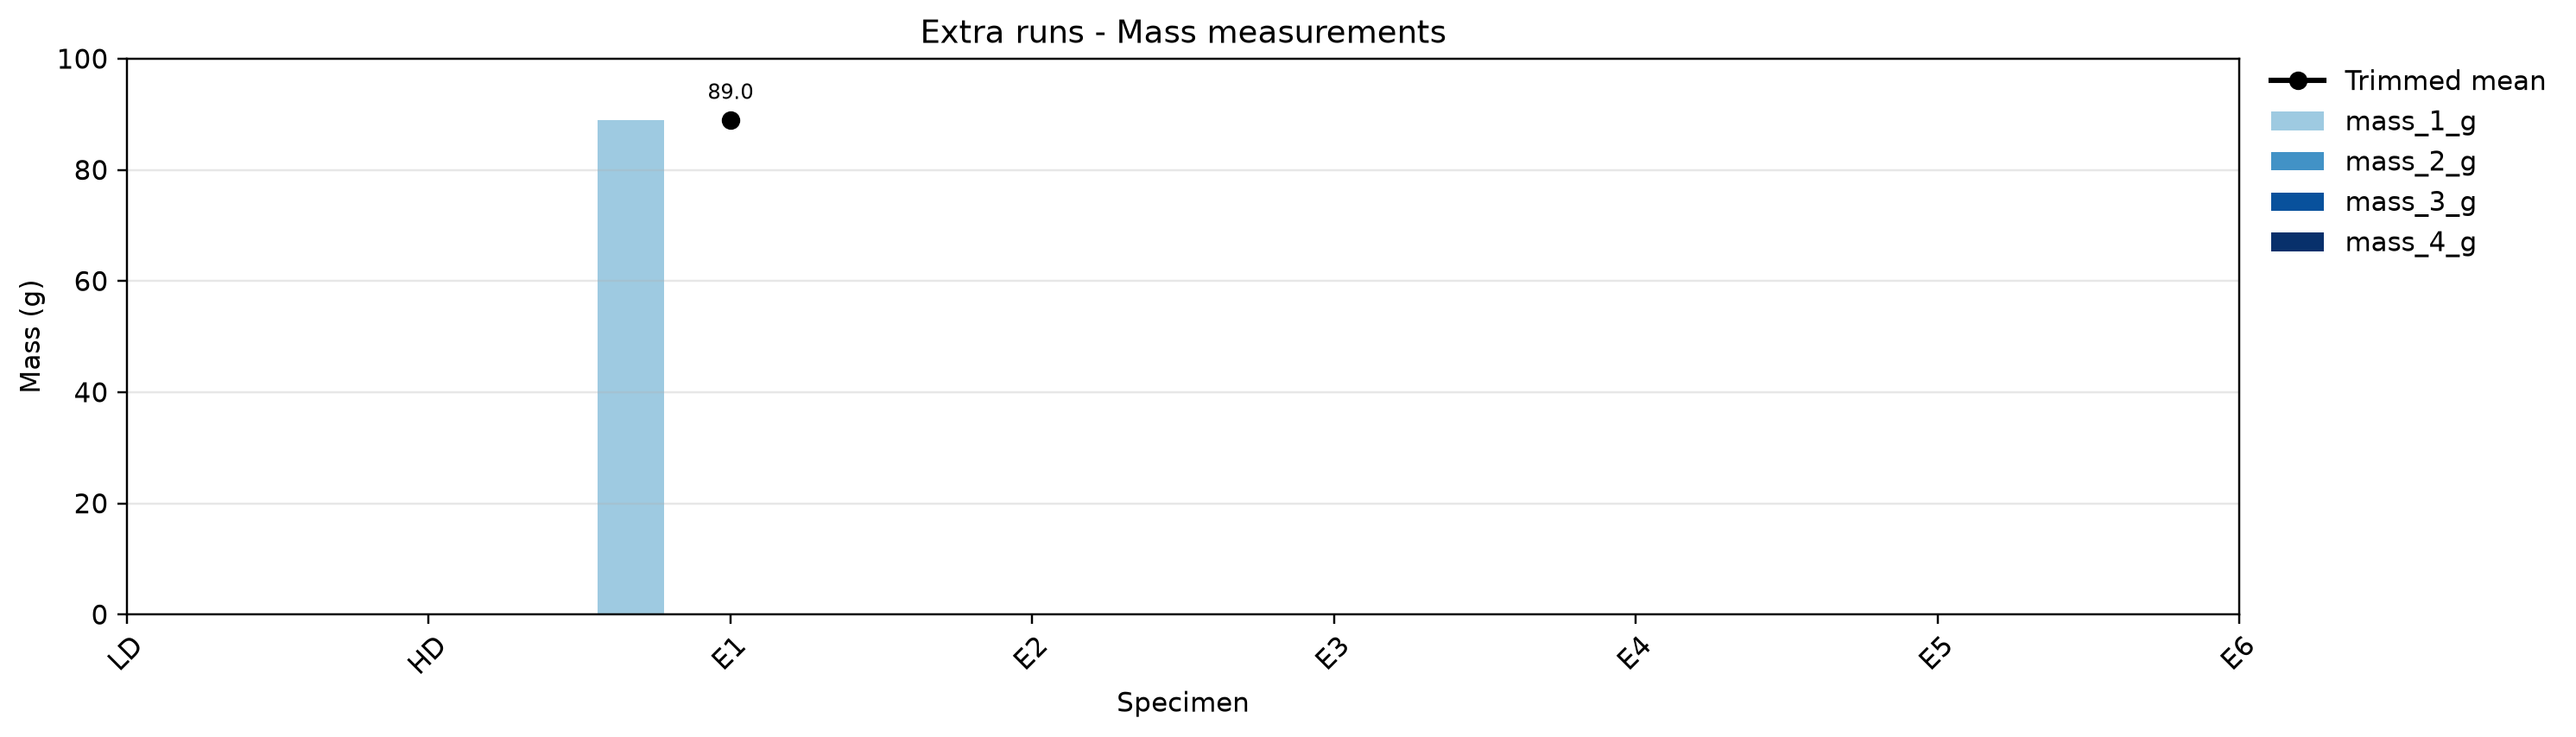 Extra runs - Mass measurements
100
80
60
40
20
0
Mass (g)
89.0
LD
HD
E1
E2
E3
E4
E5
E6
Specimen
Trimmed mean
mass_1_g
mass_2_g
mass_3_g
mass_4_g